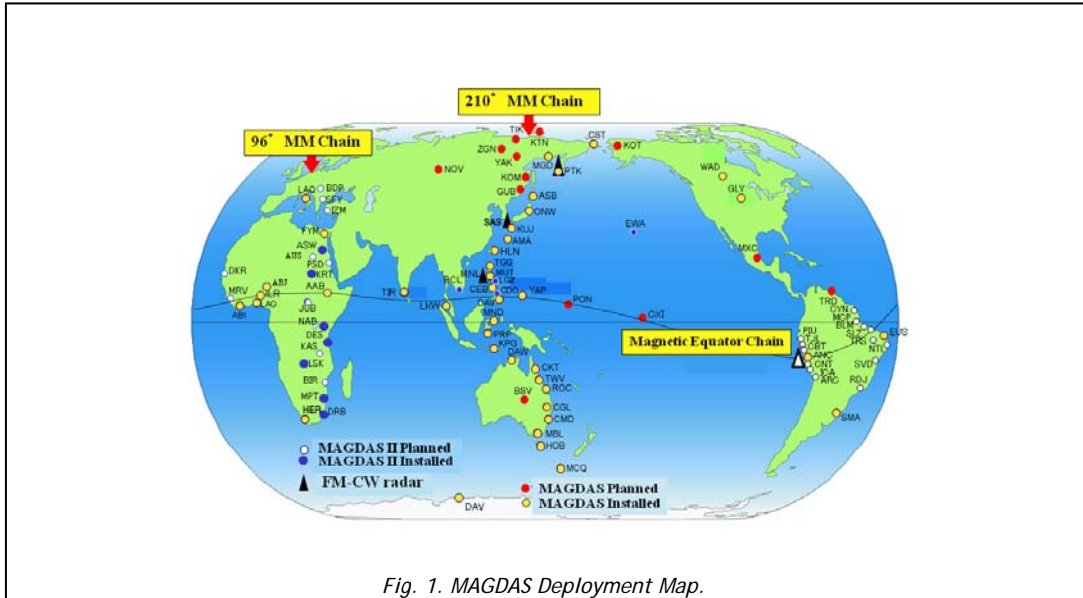 210° MM Chain
96° MM Chain
TIK
KTN
CST
KOT
ZGN
YAK
MGD
PTK
NOV
KOM
GUB
WAD
GLY
LAQ
BDP
SFY
IZM
ASB
ONW
SAS
KUJ
EWA
FYM
AMA
ASW
HLN
MXC
AUS
PSD
TGG
DKR
KRT
MNL
MUT
LGZ
RCL
ABJ
AAB
TIR
CEB
CDO
YAP
TRD
MRV
ILR
LAG
LKW
DAV
PON
CYN
ABI
JUB
MND
CXI
MCP
BLM
EUS
NAB
PIU
SLZ
DES
PRP
Magnetic Equator Chain
TJL
TRS
KAS
KPG
GBT
NTL
LSK
DAW
ANC
CNT
SVD
CKT
ICA
BIR
TWV
ARC
RDJ
BSV
ROC
MPT
HER
DRB
CGL
CMD
SMA
MBL
HOB
MAGDAS II Planned
MAGDAS II Installed
FM-CW radar
MCQ
MAGDAS Planned
MAGDAS Installed
DAV
Fig. 1. MAGDAS Deployment Map.